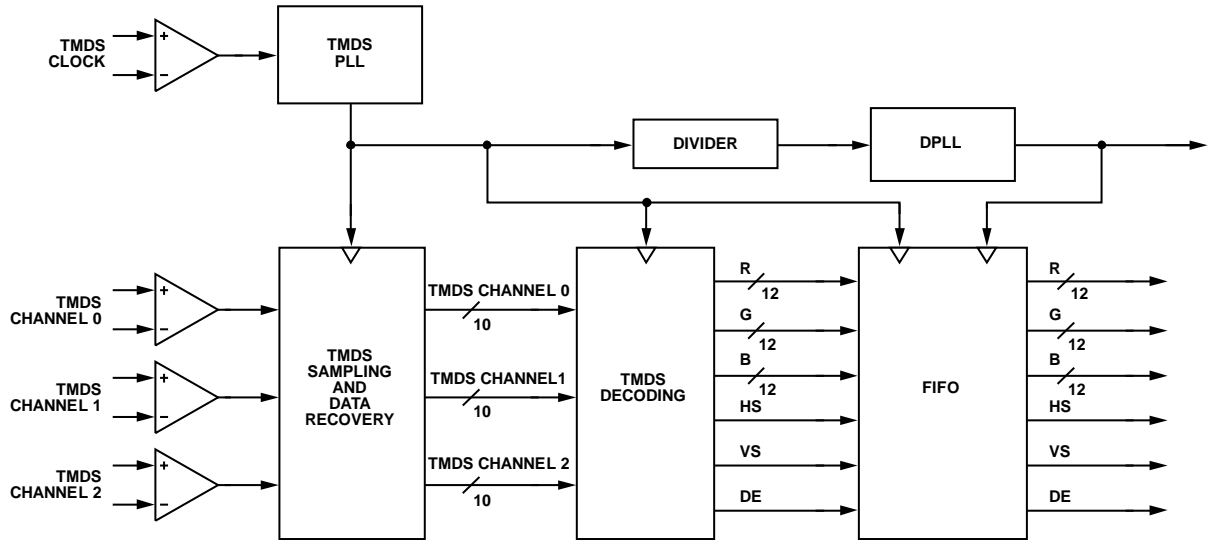 TMDS
CLOCK
+
−
TMDS
PLL
DIVIDER
DPLL
TMDS
CHANNEL 0
+
−
TMDS
CHANNEL 1
+
−
TMDS
CHANNEL 2
+
−
TMDS
SAMPLING
AND
DATA
RECOVERY
TMDS CHANNEL 0
10
TMDS CHANNEL1
10
TMDS CHANNEL 2
10
TMDS
DECODING
R
12
G
12
B
12
HS
VS
DE
FIFO
R
12
G
12
B
12
HS
VS
DE